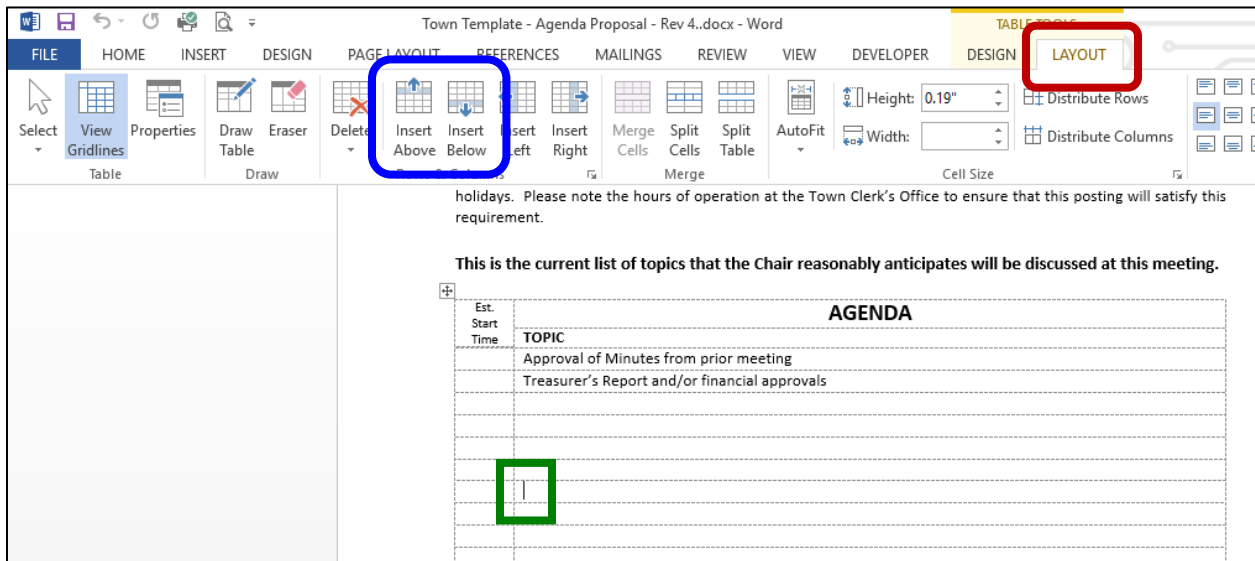 Town Template - Agenda Proposal - Rev 4..docx - Word
TABLE TOOLS
FILE HOME INSERT DESIGN PAGE LAYOUT REFERENCES MAILINGS REVIEW VIEW DEVELOPER DESIGN LAYOUT
Select View Gridlines Properties Draw Table Eraser Delete Insert Above Insert Below Insert Left Insert Right Merge Cells Split Cells Split Table AutoFit Height: 0.19" Width: Distribute Rows Distribute Columns
Table Draw Rows & Columns Merge Cell Size
holidays. Please note the hours of operation at the Town Clerk's Office to ensure that this posting will satisfy this
requirement.
This is the current list of topics that the Chair reasonably anticipates will be discussed at this meeting.
Est.
Start
Time
AGENDA
TOPIC
Approval of Minutes from prior meeting
Treasurer's Report and/or financial approvals